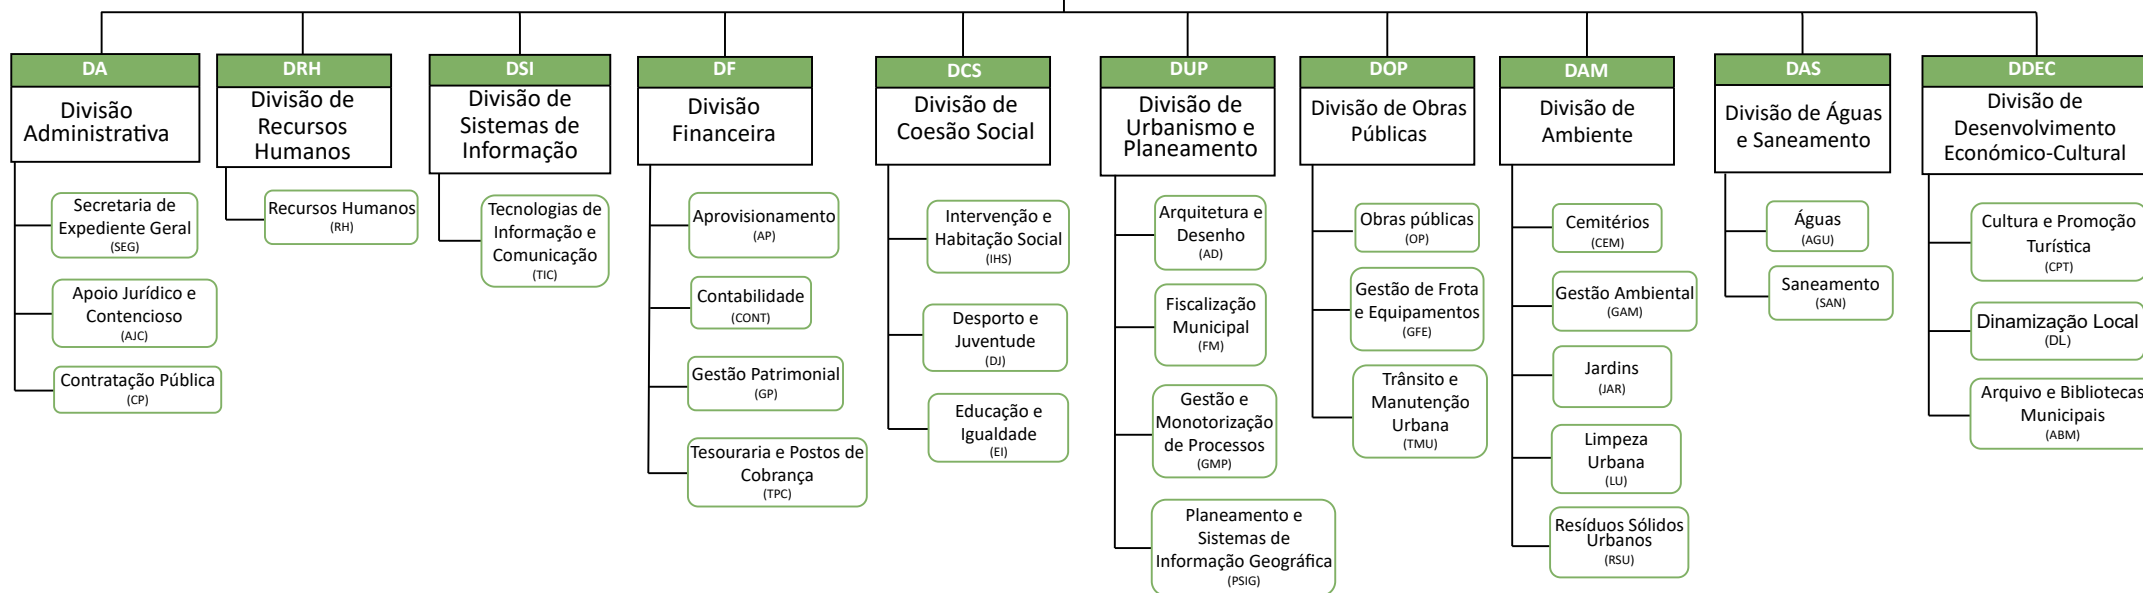 DA
Divisão
Administrativa
Secretaria de
Expediente Geral
(SEG)
Apoio Jurídico e
Contencioso
(AJC)
Contratação Pública
(CP)
DRH
Divisão de
Recursos
Humanos
Recursos Humanos
(RH)
DSI
Divisão de
Sistemas de
Informação
Tecnologias de
Informação e
Comunicação
(TIC)
DF
Divisão
Financeira
Aprovisionamento
(AP)
Contabilidade
(CONT)
Gestão Patrimonial
(GP)
Tesouraria e Postos de
Cobrança
(TPC)
DCS
Divisão de
Coesão Social
Intervenção e
Habitação Social
(IHS)
Desporto e
Juventude
(DJ)
Educação e
Igualdade
(EI)
DUP
Divisão de
Urbanismo e
Planeamento
Arquitetura e
Desenho
(AD)
Fiscalização
Municipal
(FM)
Gestão e
Monotorização
de Processos
(GMP)
Planeamento e
Sistemas de
Informação Geográfica
(PSIG)
DOP
Divisão de Obras
Públicas
Obras públicas
(OP)
Gestão de Frota
e Equipamentos
(GFE)
Trânsito e
Manutenção
Urbana
(TMU)
DAM
Divisão de
Ambiente
Cemitérios
(CEM)
Gestão Ambiental
(GAM)
Jardins
(JAR)
Limpeza
Urbana
(LU)
Resíduos Sólidos
Urbanos
(RSU)
DAS
Divisão de Águas
e Saneamento
Águas
(AGU)
Saneamento
(SAN)
DDEC
Divisão de
Desenvolvimento
Económico-Cultural
Cultura e Promoção
Turística
(CPT)
Dinamização Local
(DL)
Arquivo e Bibliotecas
Municipais
(ABM)